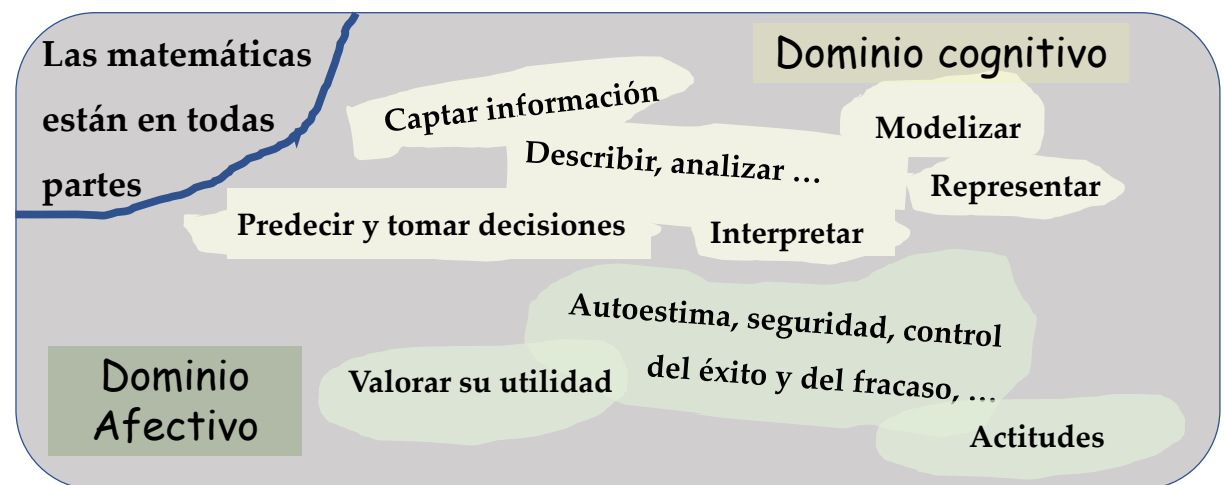 Las matemáticas
están en todas
partes
Dominio cognitivo
Captar información
Modelizar
Describir, analizar ...
Representar
Predecir y tomar decisiones
Interpretar
Autoestima, seguridad, control
del éxito y del fracaso, ...
Dominio
Afectivo
Valorar su utilidad
Actitudes